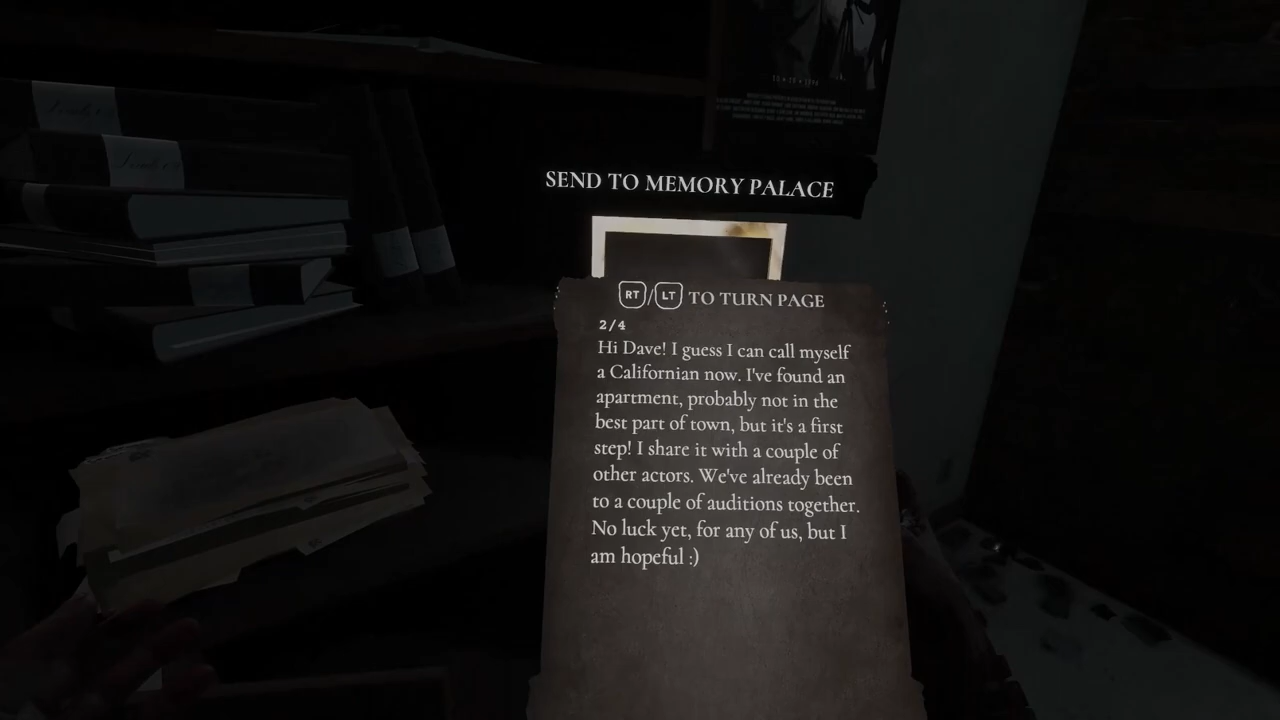 SEND TO MEMORY PALACE
RT/LT TO TURN PAGE
2/4
Hi Dave! I guess I can call myself
a Californian now. I've found an
apartment, probably not in the
best part of town, but it's a first
step! I share it with a couple of
other actors. We've already been
to a couple of auditions together.
No luck yet, for any of us, but I
am hopeful :)